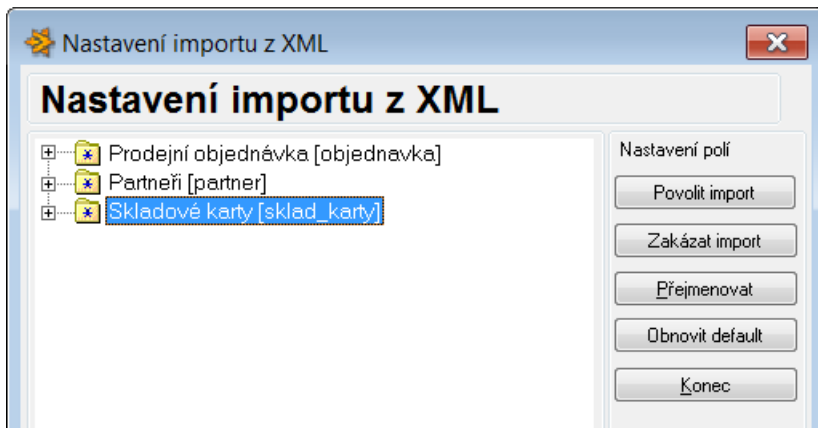 Nastavení importu z XML
Nastavení importu z XML
Prodejní objednávka [objednavka]
Partneři [partner]
Skladové karty [sklad_karty]
Nastavení polí
Povolit import
Zakázat import
Přejmenovat
Obnovit default
Konec